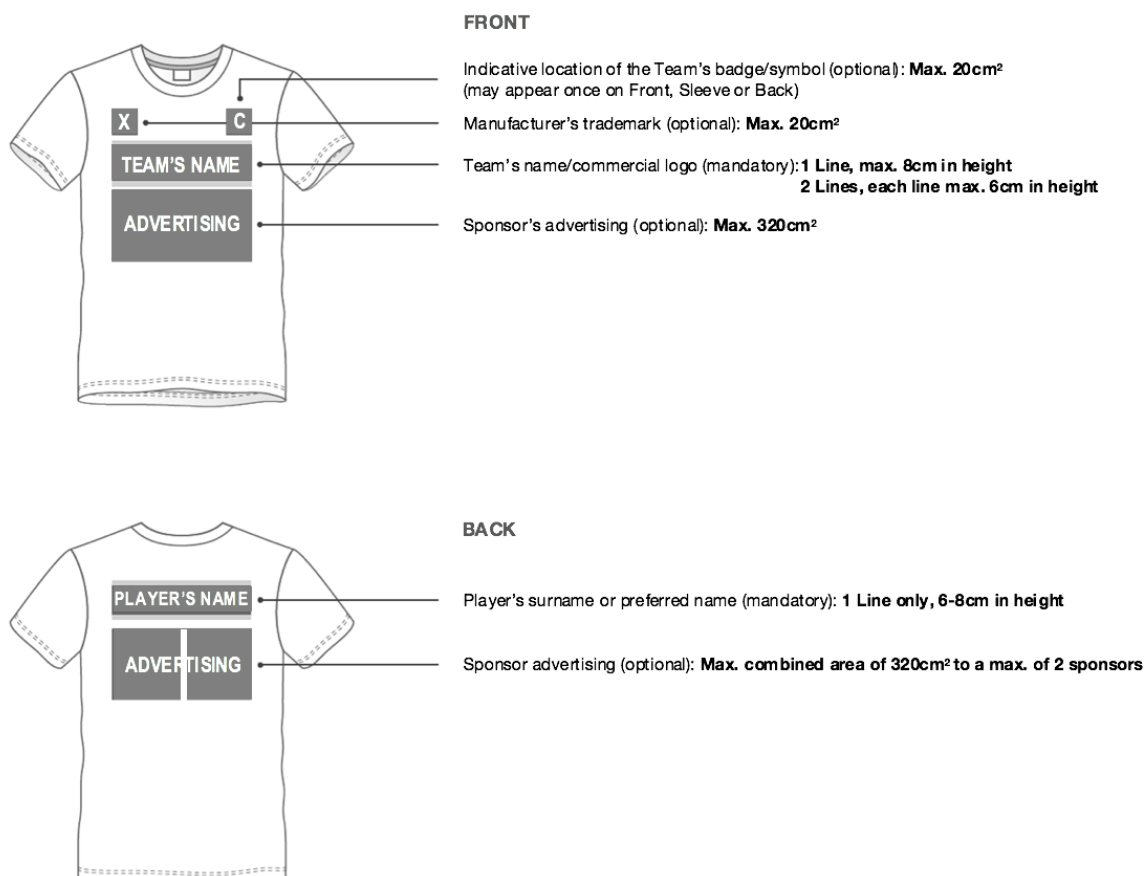 FRONT
Indicative location of the Team's badge/symbol (optional): Max. 20cm²
(may appear once on Front, Sleeve or Back)
X
C
Manufacturer's trademark (optional): Max. 20cm²
TEAM'S NAME
Team's name/commercial logo (mandatory): 1 Line, max. 8cm in height
2 Lines, each line max. 6cm in height
ADVERTISING
Sponsor's advertising (optional): Max. 320cm²
BACK
PLAYER'S NAME
Player's surname or preferred name (mandatory): 1 Line only, 6-8cm in height
ADVERTISING
Sponsor advertising (optional): Max. combined area of 320cm² to a max. of 2 sponsors